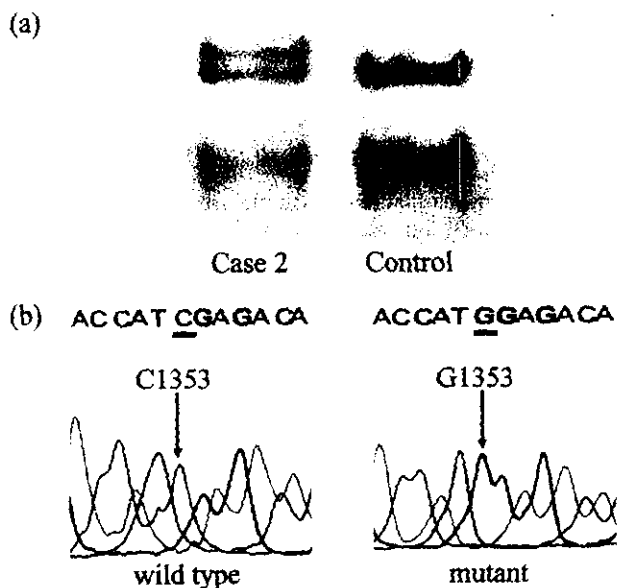 (a)
Case 2 Control
(b) ACCATCGAGACA ACCATGGAGACA
C1353 G1353
wild type mutant